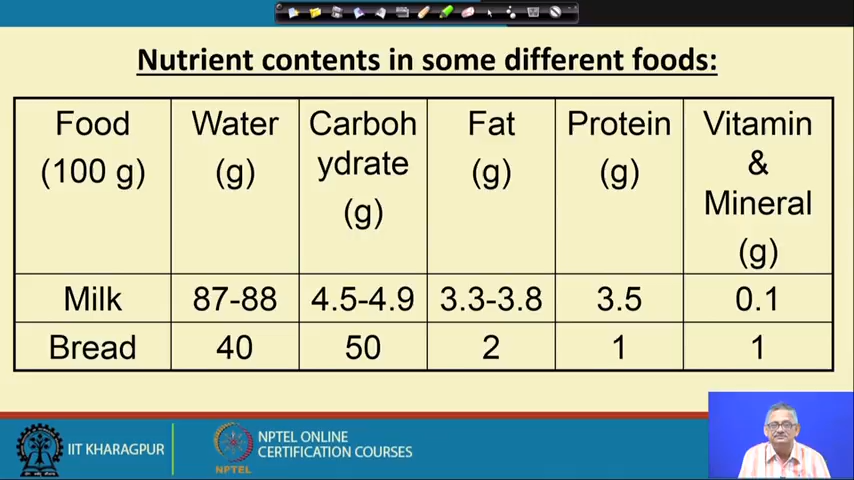 Nutrient contents in some different foods:
Food (100 g) Water (g) Carboh ydrate (g) Fat (g) Protein (g) Vitamin & Mineral (g)
Milk 87-88 4.5-4.9 3.3-3.8 3.5 0.1
Bread 40 50 2 1 1
IIT KHARAGPUR
NPTEL
NPTEL ONLINE
CERTIFICATION COURSES